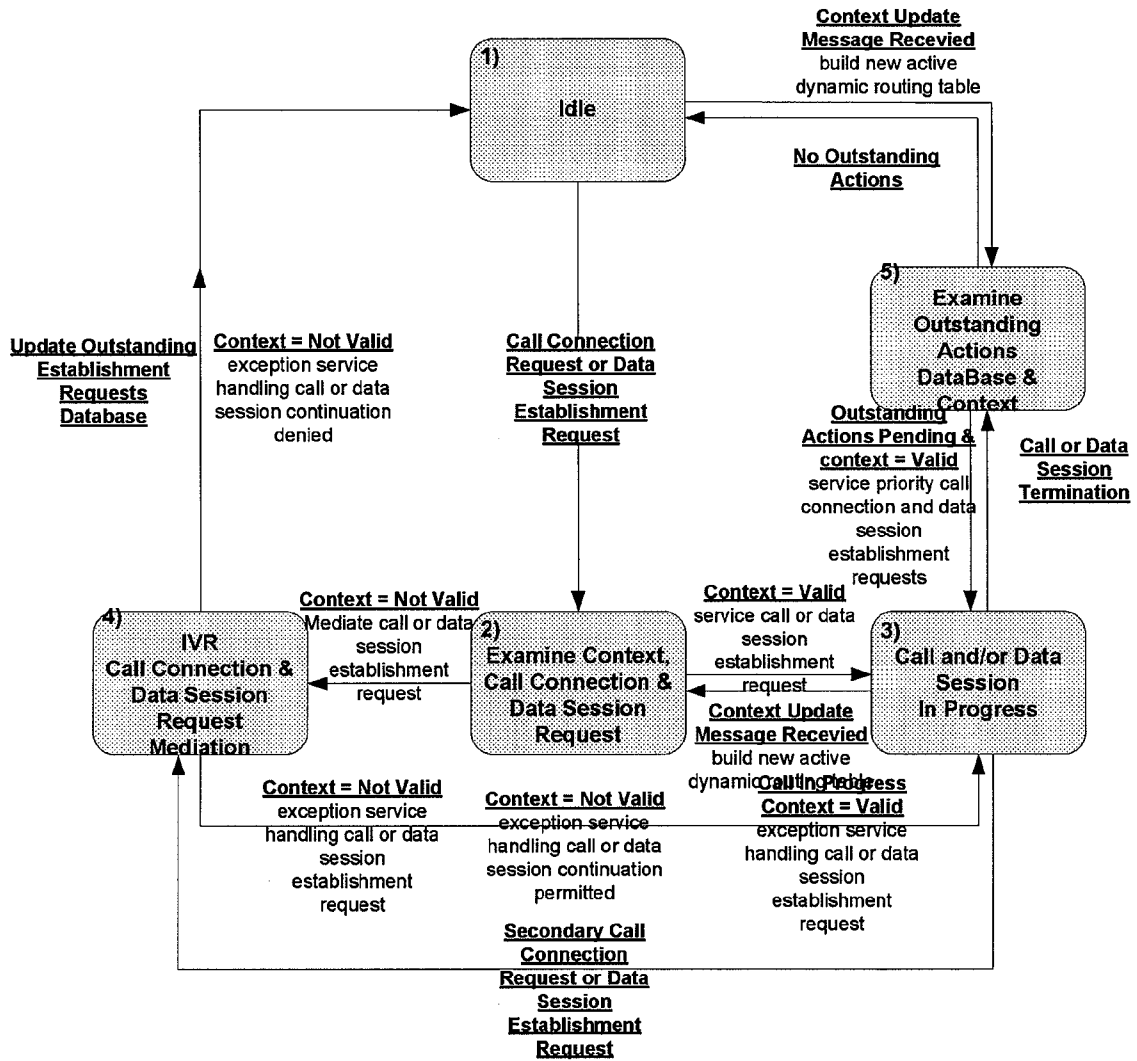 1)
Idle
Context Update
Message Recevied
build new active
dynamic routing table
No Outstanding
Actions
5)
Examine
Outstanding
Actions
DataBase &
Context
Update Outstanding
Establishment
Requests
Database
Context = Not Valid
exception service
handling call or data
session continuation
denied
Call Connection
Request or Data
Session
Establishment
Request
Outstanding
Actions Pending &
context = Valid
service priority call
connection and data
session
establishment
requests
Call or Data
Session
Termination
4)
IVR
Call Connection &
Data Session
Request
Mediation
Context = Not Valid
Mediate call or data
session
establishment
request
2)
Examine Context,
Call Connection &
Data Session
Request
Context = Valid
service call or data
session
establishment
request
3)
Call and/or Data
Session
In Progress
Context Update
Message Recevied
build new active
dynamic routing table
Context = Not Valid
exception service
handling call or data
session
establishment
request
Context = Not Valid
exception service
handling call or data
session continuation
permitted
Call in Progress
Context = Valid
exception service
handling call or data
session
establishment
request
Secondary Call
Connection
Request or Data
Session
Establishment
Request